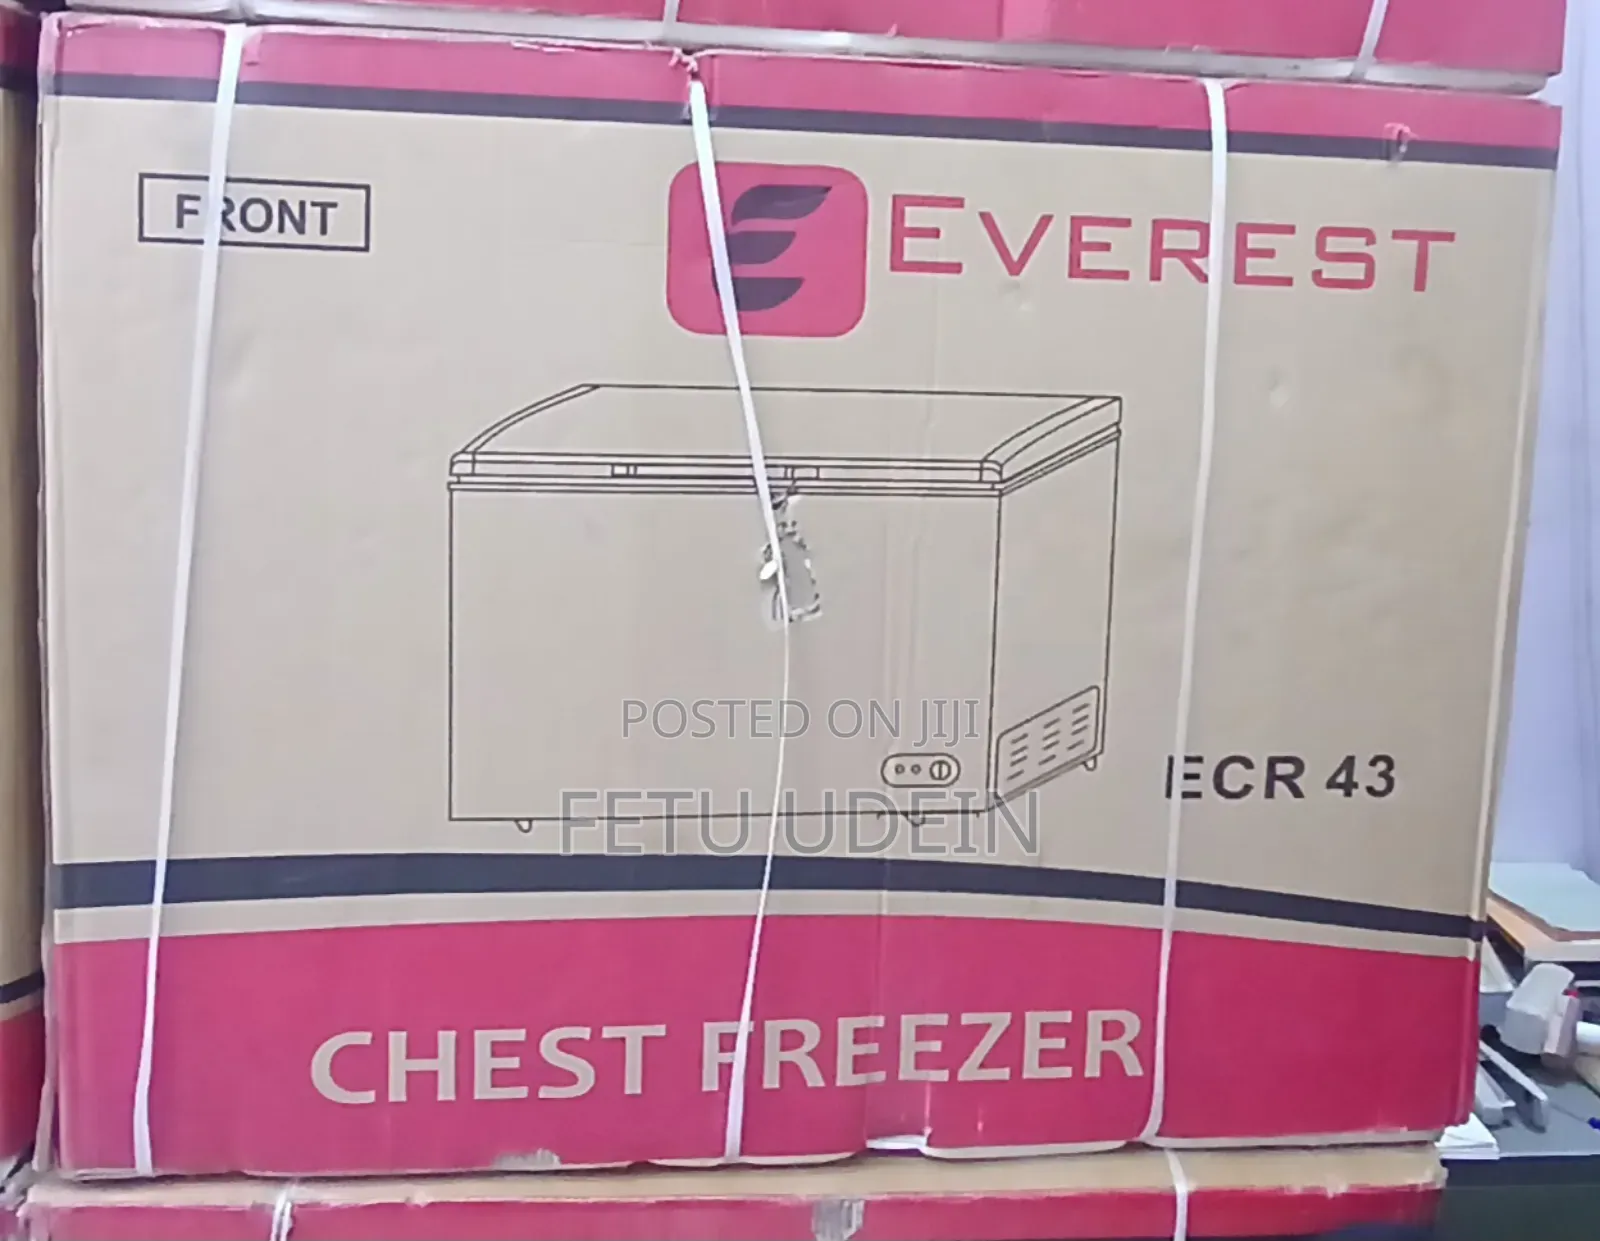 FRONT
EVEREST
POSTED ON JIJI
ECR 43
FETU UDEIN
CHEST FREEZER